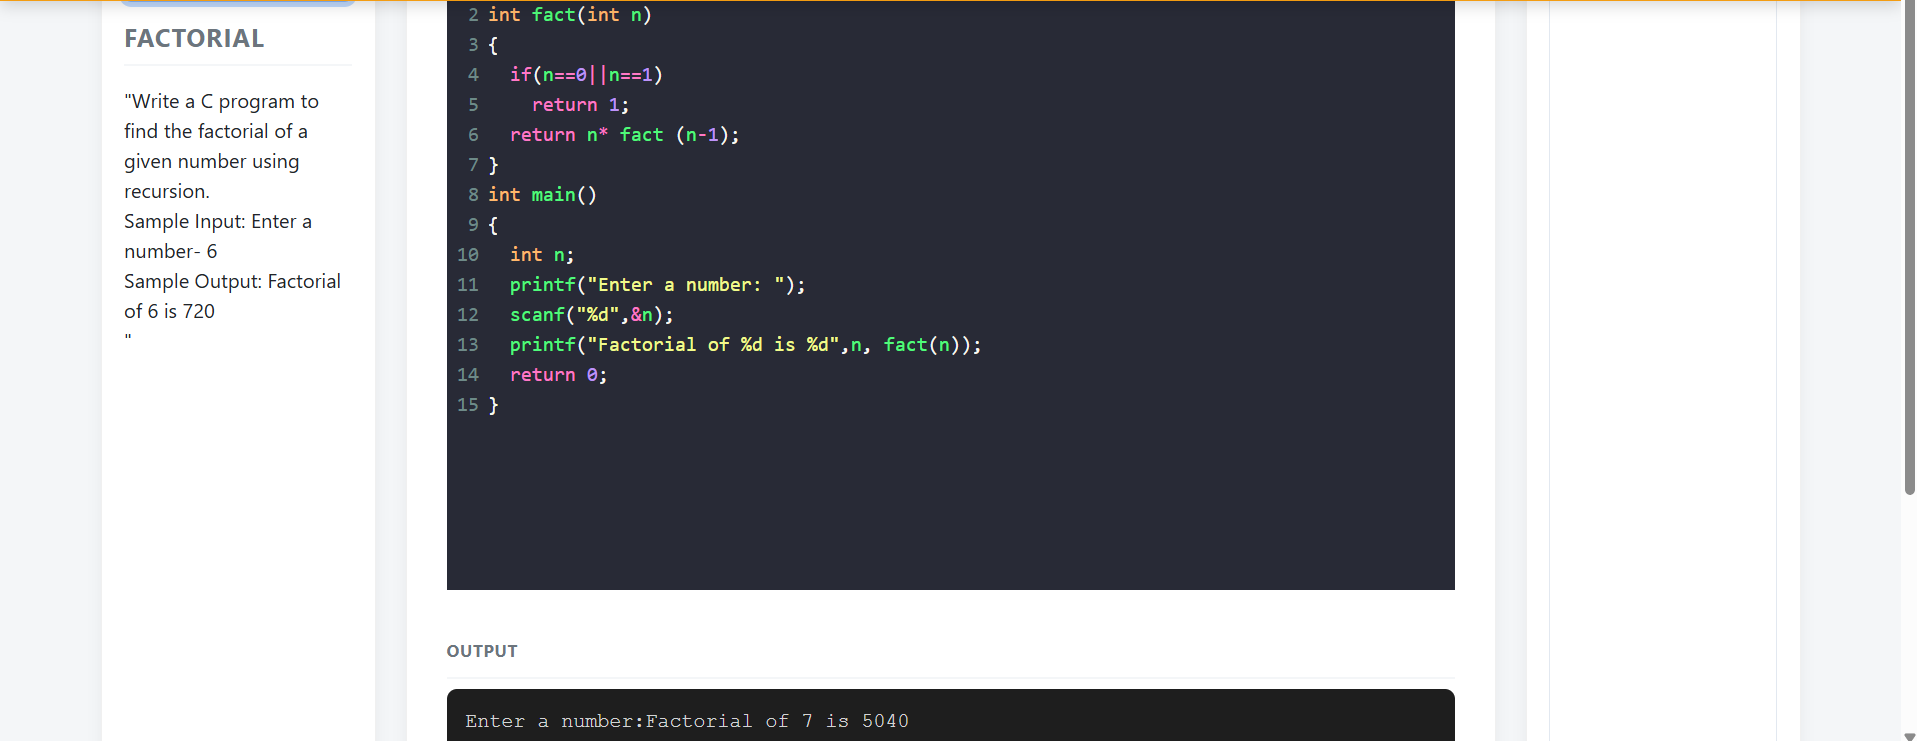 FACTORIAL
"Write a C program to
find the factorial of a
given number using
recursion.
Sample Input: Enter a
number- 6
Sample Output: Factorial
of 6 is 720
"
2 int fact(int n)
3 {
4   if(n==0||n==1)
5     return 1;
6   return n* fact (n-1);
7 }
8 int main()
9 {
10   int n;
11   printf("Enter a number: ");
12   scanf("%d",&n);
13   printf("Factorial of %d is %d",n, fact(n));
14   return 0;
15 }
OUTPUT
Enter a number:Factorial of 7 is 5040